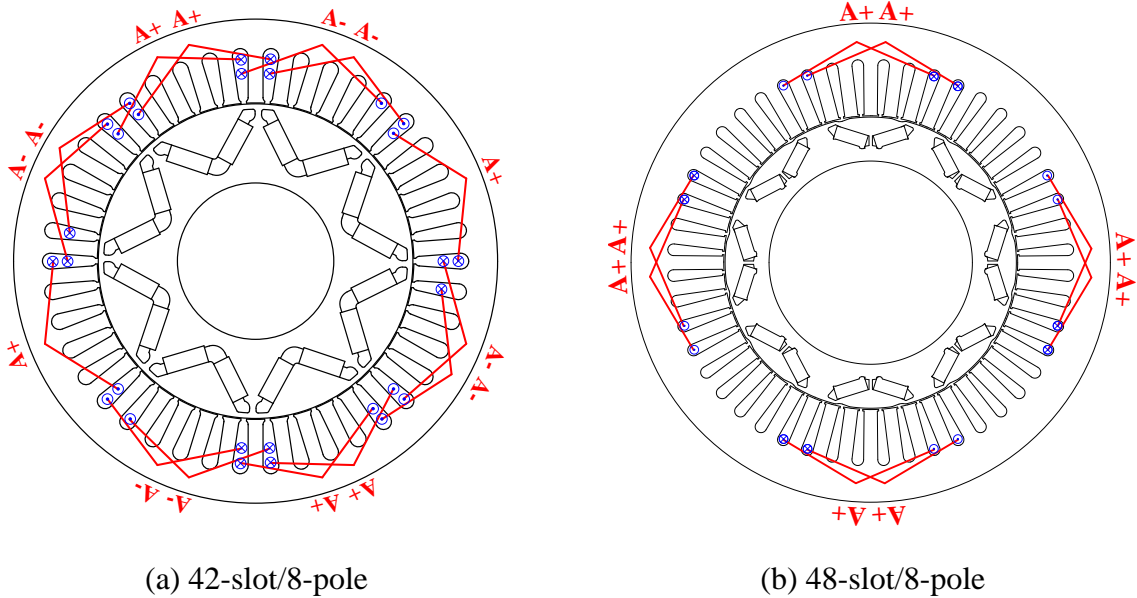 A+ A+
A- A-
A- A-
A+
A+
A- A-
A- A-
A+ A+
A+ A+
A+ A+
A+ A+
A+ A+
(a) 42-slot/8-pole
(b) 48-slot/8-pole